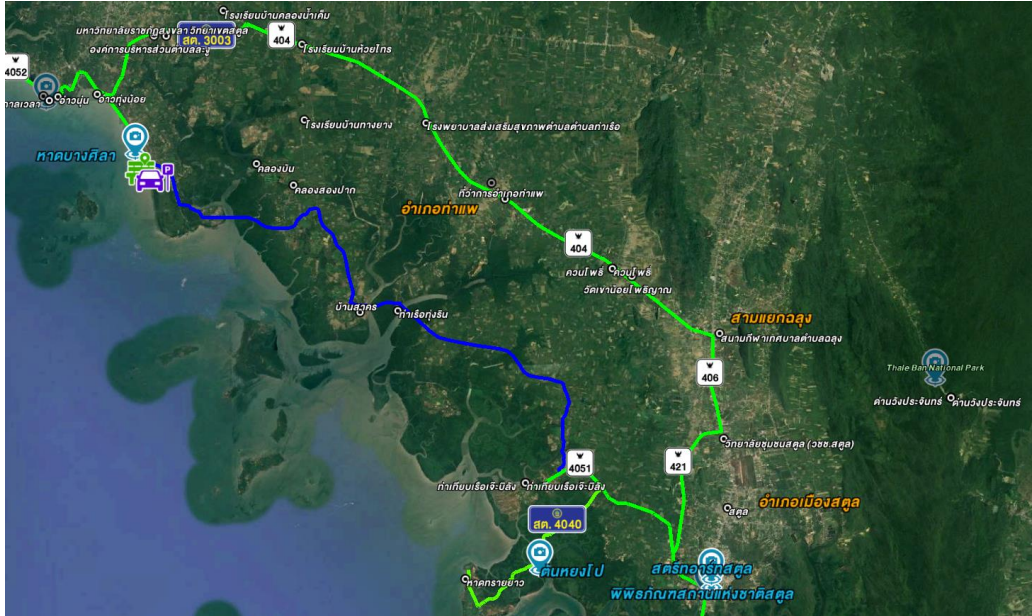 โรงเรียนบ้านคลองน้ำเค็ม
มหาวิทยาลัยราชภัฏสงขลา วิทยาเขตสตูล
สต. 3003
404
โรงเรียนบ้านห้วยไทร
องค์การบริหารส่วนตำบลละงู
4052
กาลเวลา
อ่าวนุ่น
อ่าวทุ่งน้อย
โรงเรียนบ้านทางยาง
โรงพยาบาลส่งเสริมสุขภาพตำบลตำบลท่าเรือ
หาดบางศิลา
P
คลองบัน
คลองสองปาก
ที่ว่าการอำเภอท่าแพ
อำเภอท่าแพ
404
ควนโพธิ์
ควนโพธิ์
วัดเขาน้อยโพธิญาณ
บ้านสาคร
ท่าเรือทุ่งริน
สามแยกฉลุง
สนามกีฬาเทศบาลตำบลฉลุง
406
Thale Ban National Park
ด่านวังประจันทร์
ด่านวังประจันทร์
วิทยาลัยชุมชนสตูล (วชช.สตูล)
4051
421
ท่าเทียบเรือเจ๊ะบิลัง
ท่าเทียบเรือเจ๊ะบิลัง
อำเภอเมืองสตูล
สตูล
สต. 4040
ตันหยงโป
สตรีทอาร์ทสตูล
หาดทรายยาว
พิพิธภัณฑสถานแห่งชาติสตูล